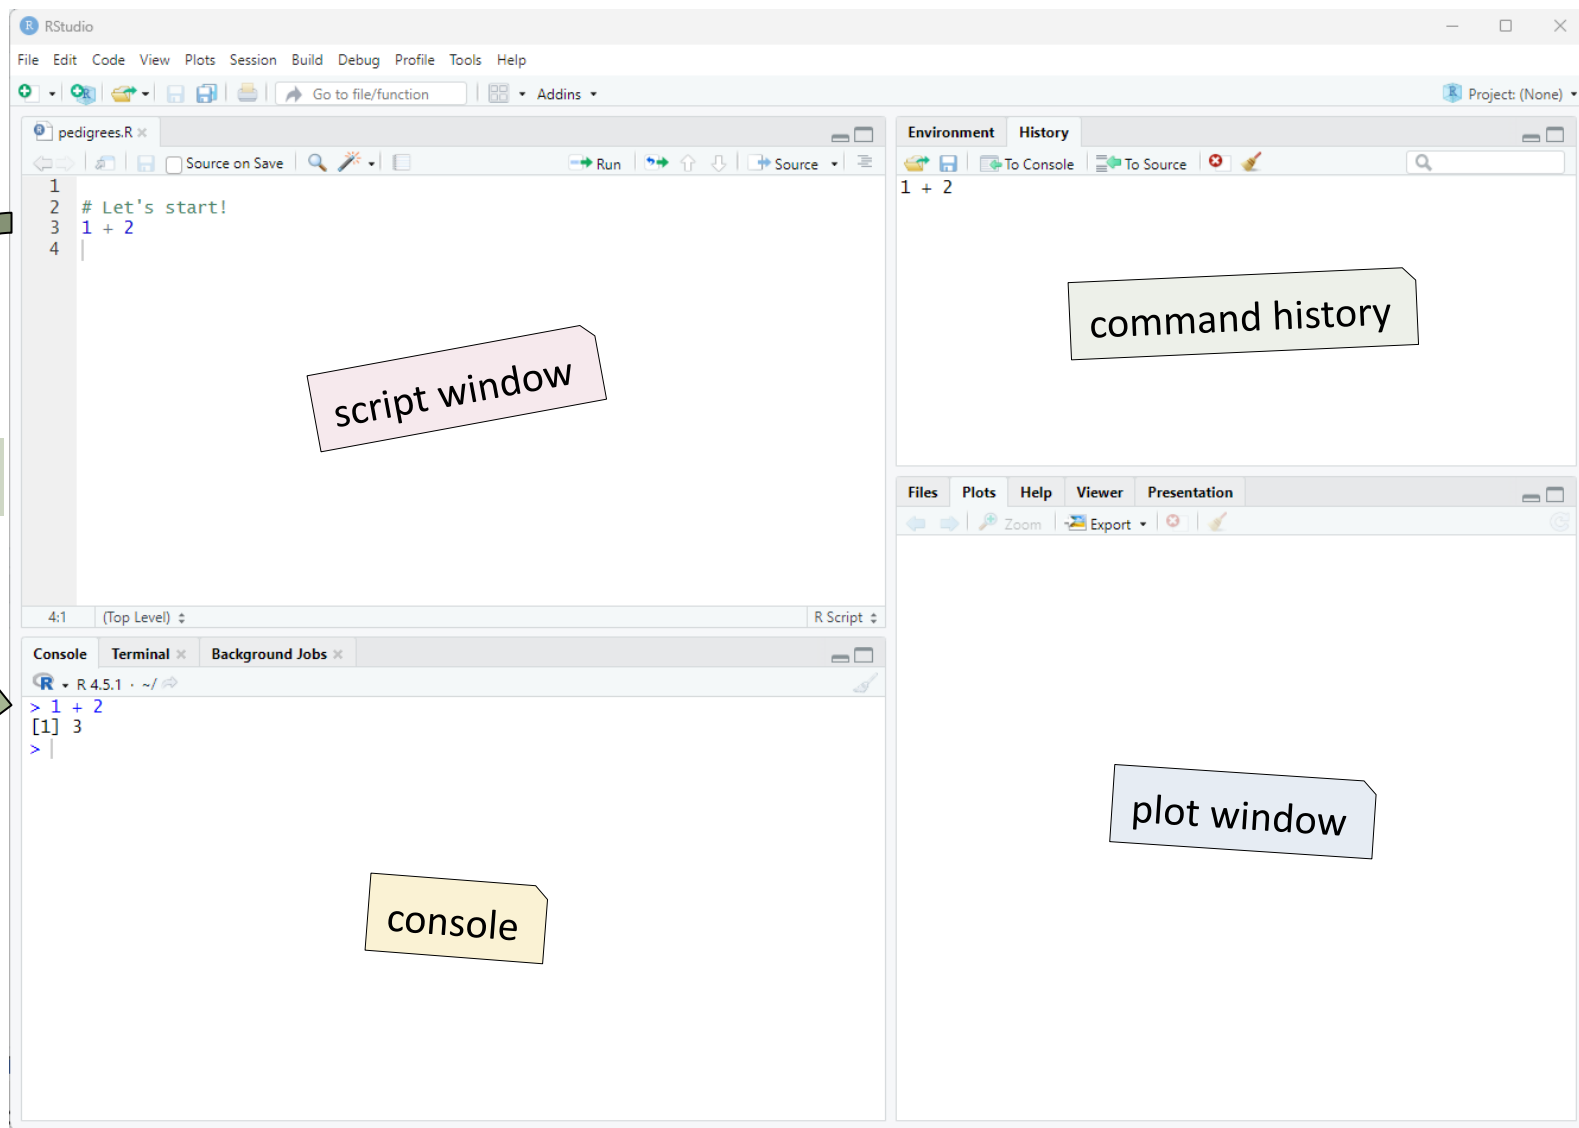 RStudio
File Edit Code View Plots Session Build Debug Profile Tools Help
Go to file/function Addins Project: (None)
pedigrees.R
Source on Save Run Source
1
2 # Let's start!
3 1 + 2
4
script window
4:1 (Top Level) R Script
Console Terminal Background Jobs
R 4.5.1 · ~/
> 1 + 2
[1] 3
>
console
Environment History
To Console To Source
1 + 2
command history
Files Plots Help Viewer Presentation
Zoom Export
plot window